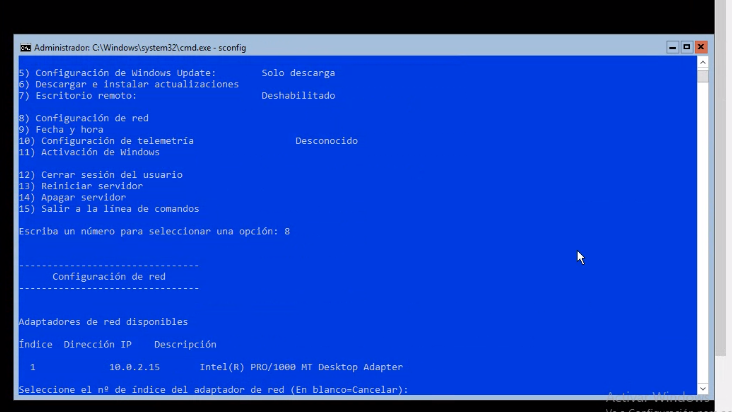 Administrador: C:\Windows\system32\cmd.exe - sconfig
5) Configuración de Windows Update: Solo descarga
6) Descargar e instalar actualizaciones
7) Escritorio remoto: Deshabilitado
8) Configuración de red
9) Fecha y hora
10) Configuración de telemetría Desconocido
11) Activación de Windows
12) Cerrar sesión del usuario
13) Reiniciar servidor
14) Apagar servidor
15) Salir a la línea de comandos
Escriba un número para seleccionar una opción: 8
--------------------------------
Configuración de red
--------------------------------
Adaptadores de red disponibles
Índice Dirección IP Descripción
1 10.0.2.15 Intel(R) PRO/1000 MT Desktop Adapter
Seleccione el nº de índice del adaptador de red (En blanco=Cancelar):
Activar Windows